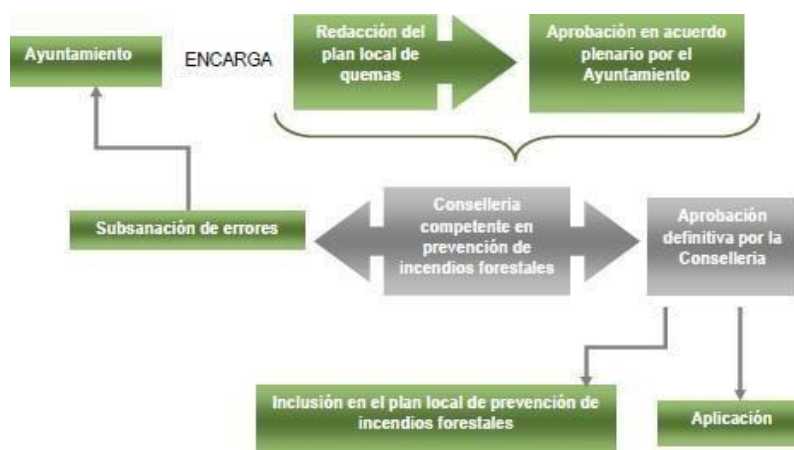 Ayuntamiento
ENCARGA
Redacción del
plan local de
quemas
Aprobación en acuerdo
plenario por el
Ayuntamiento
Subsanación de errores
Conselleria
competente en
prevención de
incendios forestales
Aprobación
definitiva por la
Conselleria
Inclusión en el plan local de prevención de
incendios forestales
Aplicación